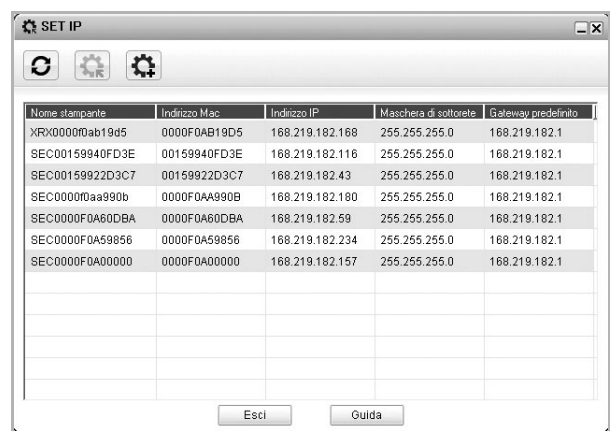 SET IP
Nome stampante Indirizzo Mac Indirizzo IP Maschera di sottorete Gateway predefinito
XRX0000f0ab19d5 0000F0AB19D5 168.219.182.168 255.255.255.0 168.219.182.1
SEC00159940FD3E 00159940FD3E 168.219.182.116 255.255.255.0 168.219.182.1
SEC00159922D3C7 00159922D3C7 168.219.182.43 255.255.255.0 168.219.182.1
SEC0000f0aa990b 0000F0AA990B 168.219.182.180 255.255.255.0 168.219.182.1
SEC0000F0A60DBA 0000F0A60DBA 168.219.182.59 255.255.255.0 168.219.182.1
SEC0000F0A59856 0000F0A59856 168.219.182.234 255.255.255.0 168.219.182.1
SEC0000F0A00000 0000F0A00000 168.219.182.157 255.255.255.0 168.219.182.1
Esci Guida